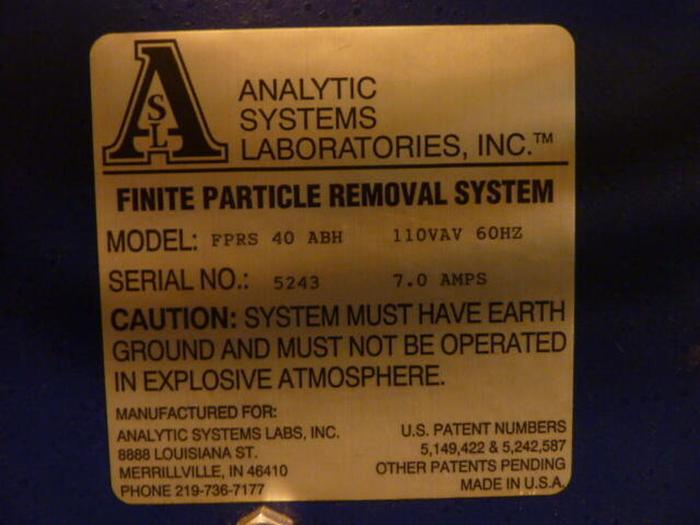 ASL
ANALYTIC
SYSTEMS
LABORATORIES, INC.™
FINITE PARTICLE REMOVAL SYSTEM
MODEL: FPRS 40 ABH 110VAV 60HZ
SERIAL NO.: 5243 7.0 AMPS
CAUTION: SYSTEM MUST HAVE EARTH
GROUND AND MUST NOT BE OPERATED
IN EXPLOSIVE ATMOSPHERE.
MANUFACTURED FOR:
ANALYTIC SYSTEMS LABS, INC.
8888 LOUISIANA ST.
MERRILLVILLE, IN 46410
PHONE 219-736-7177
U.S. PATENT NUMBERS
5,149,422 & 5,242,587
OTHER PATENTS PENDING
MADE IN U.S.A.